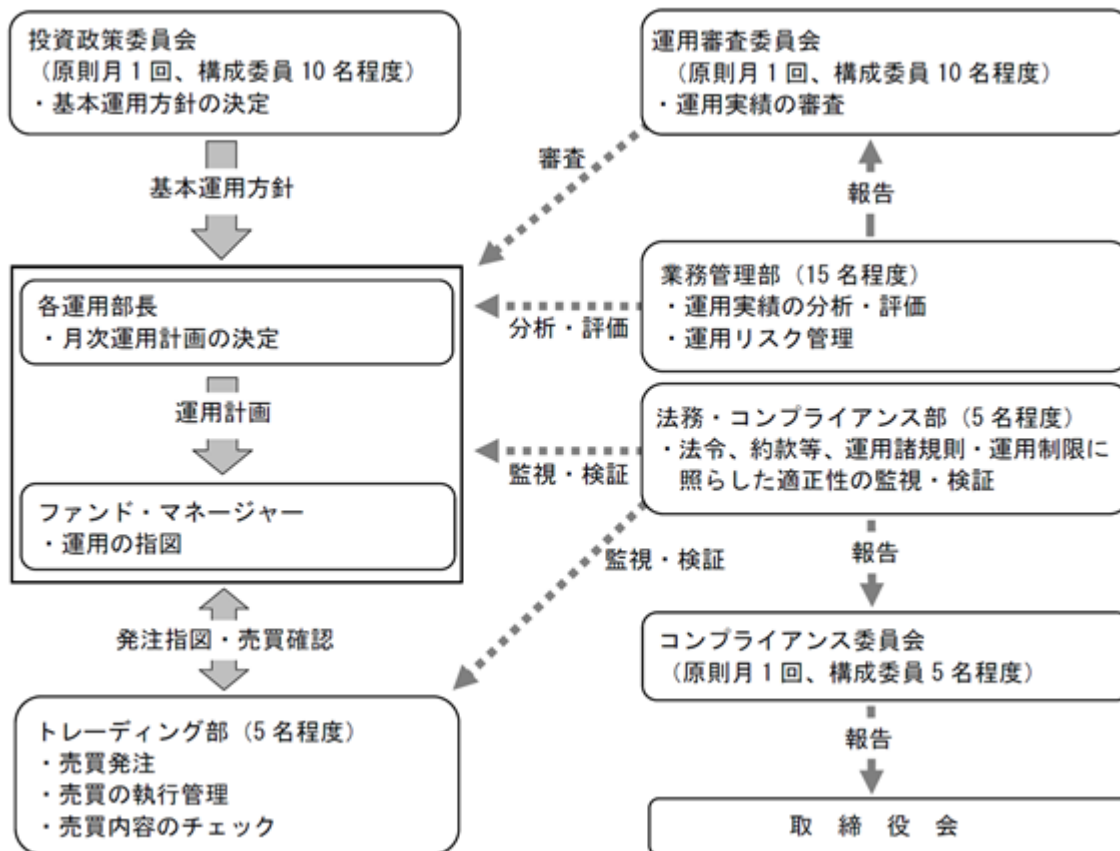 投資政策委員会
（原則月1回、構成委員10名程度）
・基本運用方針の決定
基本運用方針
各運用部長
・月次運用計画の決定
運用計画
ファンド・マネージャー
・運用の指図
発注指図・売買確認
トレーディング部（5名程度）
・売買発注
・売買の執行管理
・売買内容のチェック
運用審査委員会
（原則月1回、構成委員10名程度）
・運用実績の審査
審査
報告
業務管理部（15名程度）
・運用実績の分析・評価
・運用リスク管理
分析・評価
法務・コンプライアンス部（5名程度）
・法令、約款等、運用諸規則・運用制限に
照らした適正性の監視・検証
監視・検証
監視・検証
報告
コンプライアンス委員会
（原則月1回、構成委員5名程度）
報告
取 締 役 会